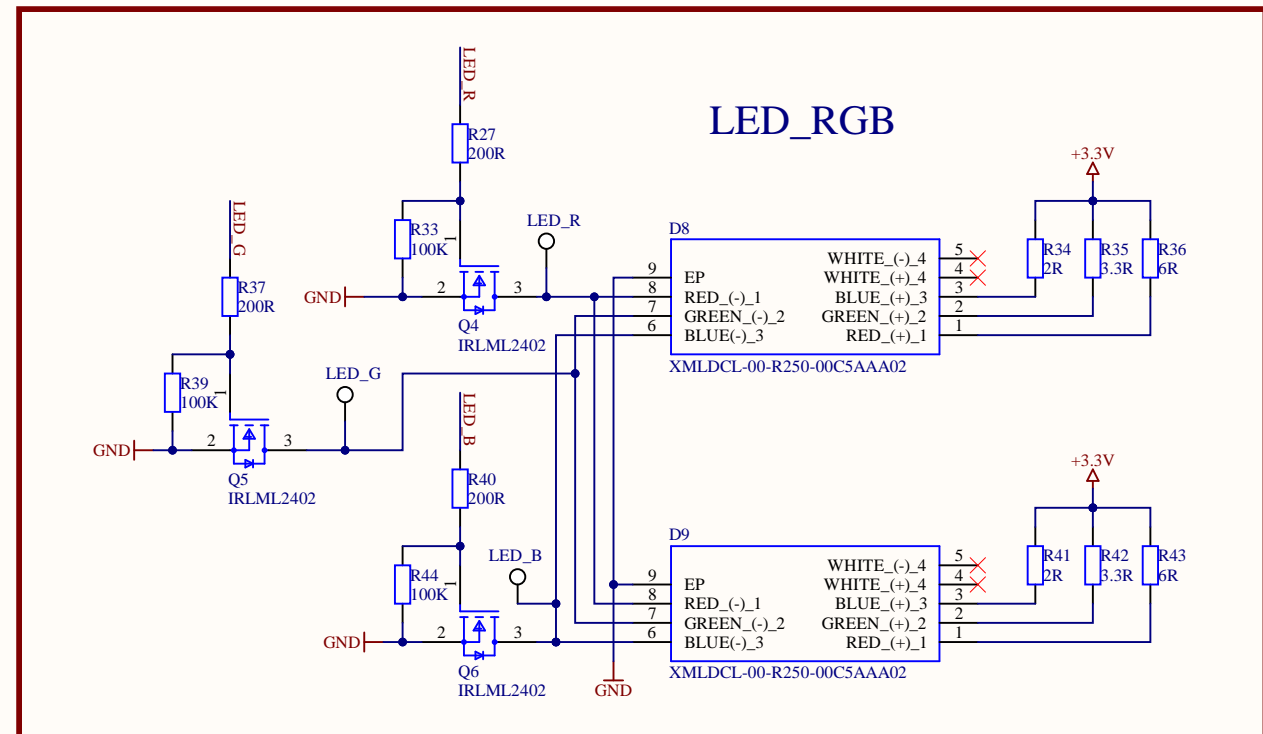 LED_RGB
LED_R
R27
200R
R33
100K
1
GND
2
3
Q4
IRLML2402
LED_R
LED_G
R37
200R
R39
100K
1
GND
2
3
Q5
IRLML2402
LED_G
LED_B
R40
200R
R44
100K
1
GND
2
3
Q6
IRLML2402
LED_B
D8
9 EP
8 RED_(-)_1
7 GREEN_(-)_2
6 BLUE(-)_3
WHITE_(-)_4 5
WHITE_(+)_4 4
BLUE_(+)_3 3
GREEN_(+)_2 2
RED_(+)_1 1
XMLDCL-00-R250-00C5AAA02
+3.3V
R34
2R
R35
3.3R
R36
6R
D9
9 EP
8 RED_(-)_1
7 GREEN_(-)_2
6 BLUE(-)_3
WHITE_(-)_4 5
WHITE_(+)_4 4
BLUE_(+)_3 3
GREEN_(+)_2 2
RED_(+)_1 1
XMLDCL-00-R250-00C5AAA02
GND
+3.3V
R41
2R
R42
3.3R
R43
6R